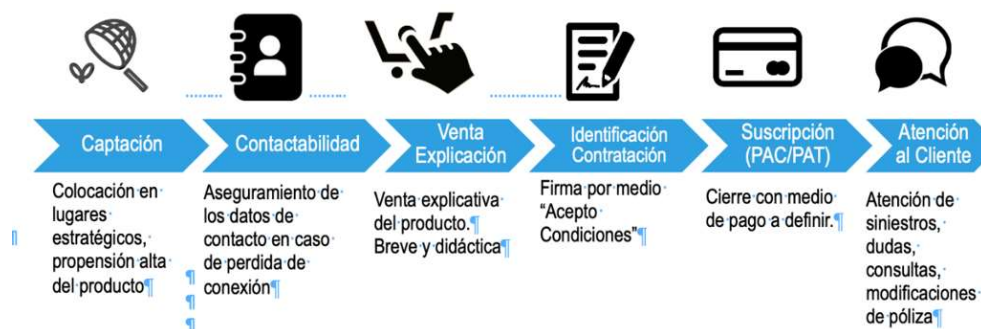 Captación
Contactabilidad
Venta
Explicación
Identificación
Contratación
Suscripción
(PAC/PAT)
Atención
al Cliente
Colocación en
lugares
estratégicos,
propensión alta
del producto¶
Aseguramiento de
los datos de
contacto en caso
de perdida de
conexión¶
Venta explicativa
del producto.¶
Breve y didáctica¶
Firma por medio
“Acepto
Condiciones”¶
Cierre con medio
de pago a definir.¶
Atención de
siniestros,
dudas,
consultas,
modificaciones
de póliza¶
¶
¶
¶